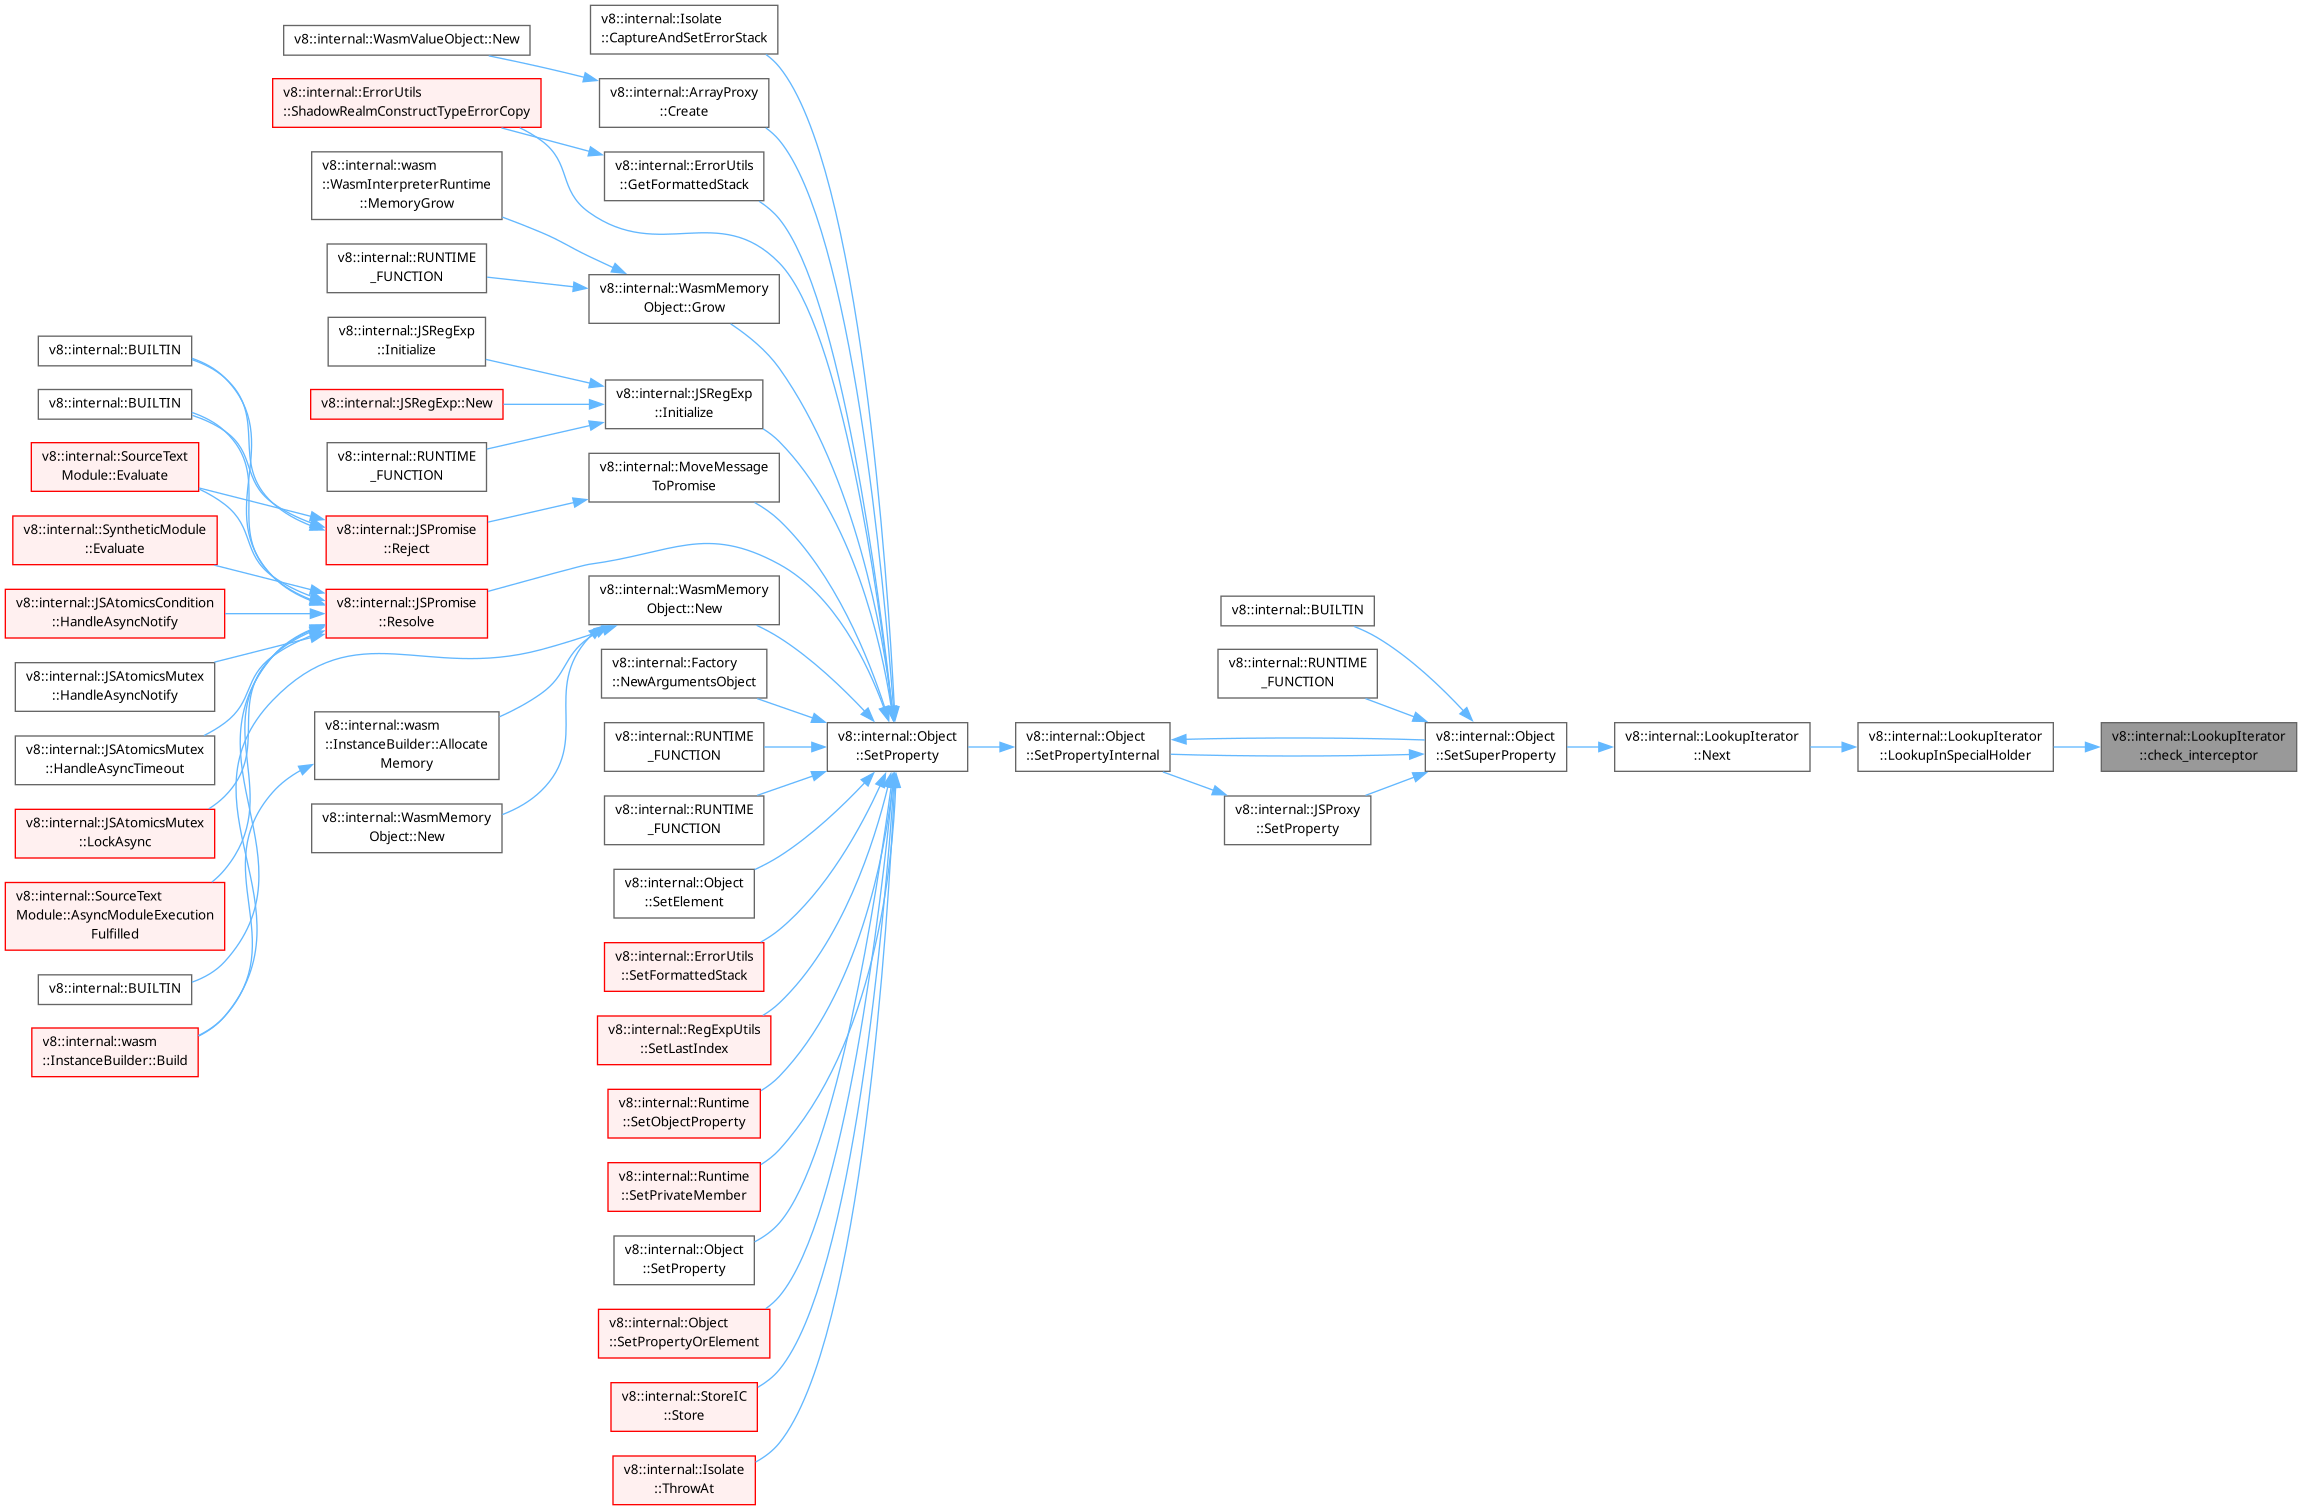 v8::internal::Isolate
::CaptureAndSetErrorStack
v8::internal::WasmValueObject::New
v8::internal::ErrorUtils
::ShadowRealmConstructTypeErrorCopy
v8::internal::ArrayProxy
::Create
v8::internal::wasm
::WasmInterpreterRuntime
::MemoryGrow
v8::internal::ErrorUtils
::GetFormattedStack
v8::internal::RUNTIME
_FUNCTION
v8::internal::WasmMemory
Object::Grow
v8::internal::JSRegExp
::Initialize
v8::internal::JSRegExp::New
v8::internal::JSRegExp
::Initialize
v8::internal::RUNTIME
_FUNCTION
v8::internal::MoveMessage
ToPromise
v8::internal::BUILTIN
v8::internal::BUILTIN
v8::internal::SourceText
Module::Evaluate
v8::internal::SyntheticModule
::Evaluate
v8::internal::JSPromise
::Reject
v8::internal::JSAtomicsCondition
::HandleAsyncNotify
v8::internal::JSPromise
::Resolve
v8::internal::WasmMemory
Object::New
v8::internal::JSAtomicsMutex
::HandleAsyncNotify
v8::internal::Factory
::NewArgumentsObject
v8::internal::JSAtomicsMutex
::HandleAsyncTimeout
v8::internal::wasm
::InstanceBuilder::Allocate
Memory
v8::internal::RUNTIME
_FUNCTION
v8::internal::JSAtomicsMutex
::LockAsync
v8::internal::WasmMemory
Object::New
v8::internal::RUNTIME
_FUNCTION
v8::internal::SourceText
Module::AsyncModuleExecution
Fulfilled
v8::internal::Object
::SetElement
v8::internal::BUILTIN
v8::internal::ErrorUtils
::SetFormattedStack
v8::internal::wasm
::InstanceBuilder::Build
v8::internal::RegExpUtils
::SetLastIndex
v8::internal::Runtime
::SetObjectProperty
v8::internal::Runtime
::SetPrivateMember
v8::internal::Object
::SetProperty
v8::internal::Object
::SetPropertyOrElement
v8::internal::StoreIC
::Store
v8::internal::Isolate
::ThrowAt
v8::internal::Object
::SetProperty
v8::internal::Object
::SetPropertyInternal
v8::internal::BUILTIN
v8::internal::RUNTIME
_FUNCTION
v8::internal::JSProxy
::SetProperty
v8::internal::Object
::SetSuperProperty
v8::internal::LookupIterator
::Next
v8::internal::LookupIterator
::LookupInSpecialHolder
v8::internal::LookupIterator
::check_interceptor